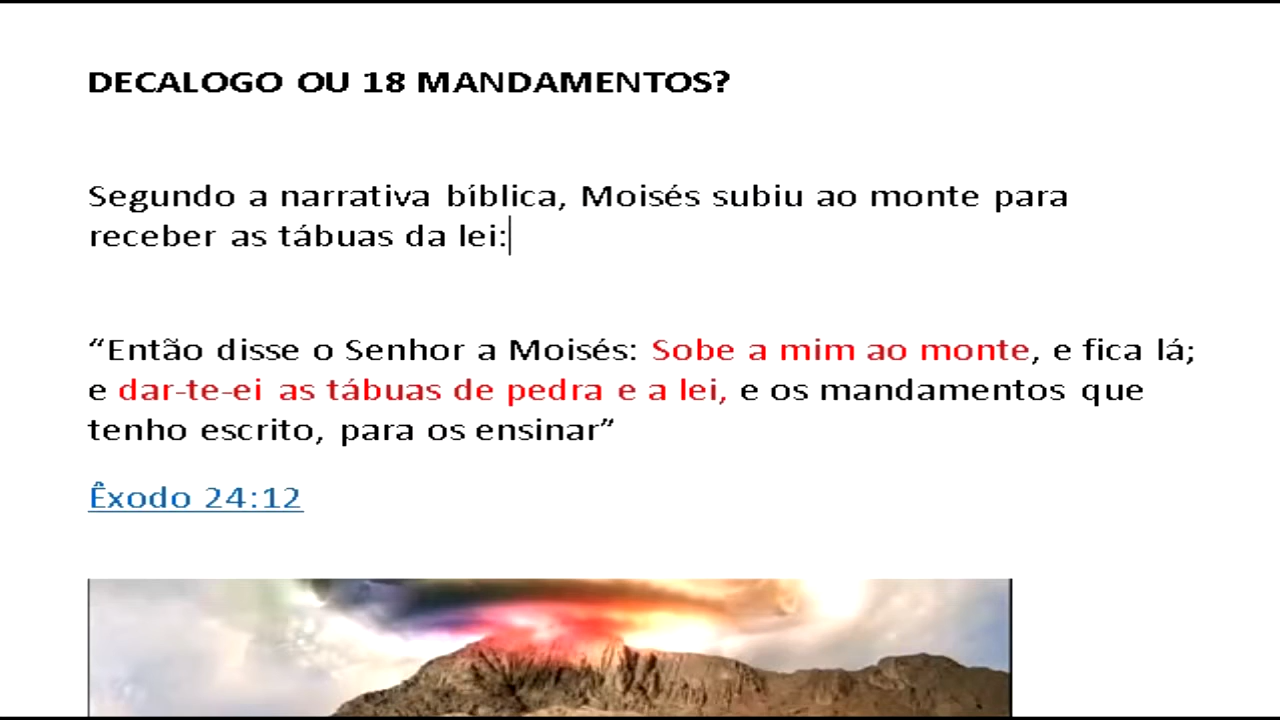 DECALOGO OU 18 MANDAMENTOS?
Segundo a narrativa bíblica, Moisés subiu ao monte para
receber as tábuas da lei:
“Então disse o Senhor a Moisés: Sobe a mim ao monte, e fica lá;
e dar-te-ei as tábuas de pedra e a lei, e os mandamentos que
tenho escrito, para os ensinar”
Êxodo 24:12